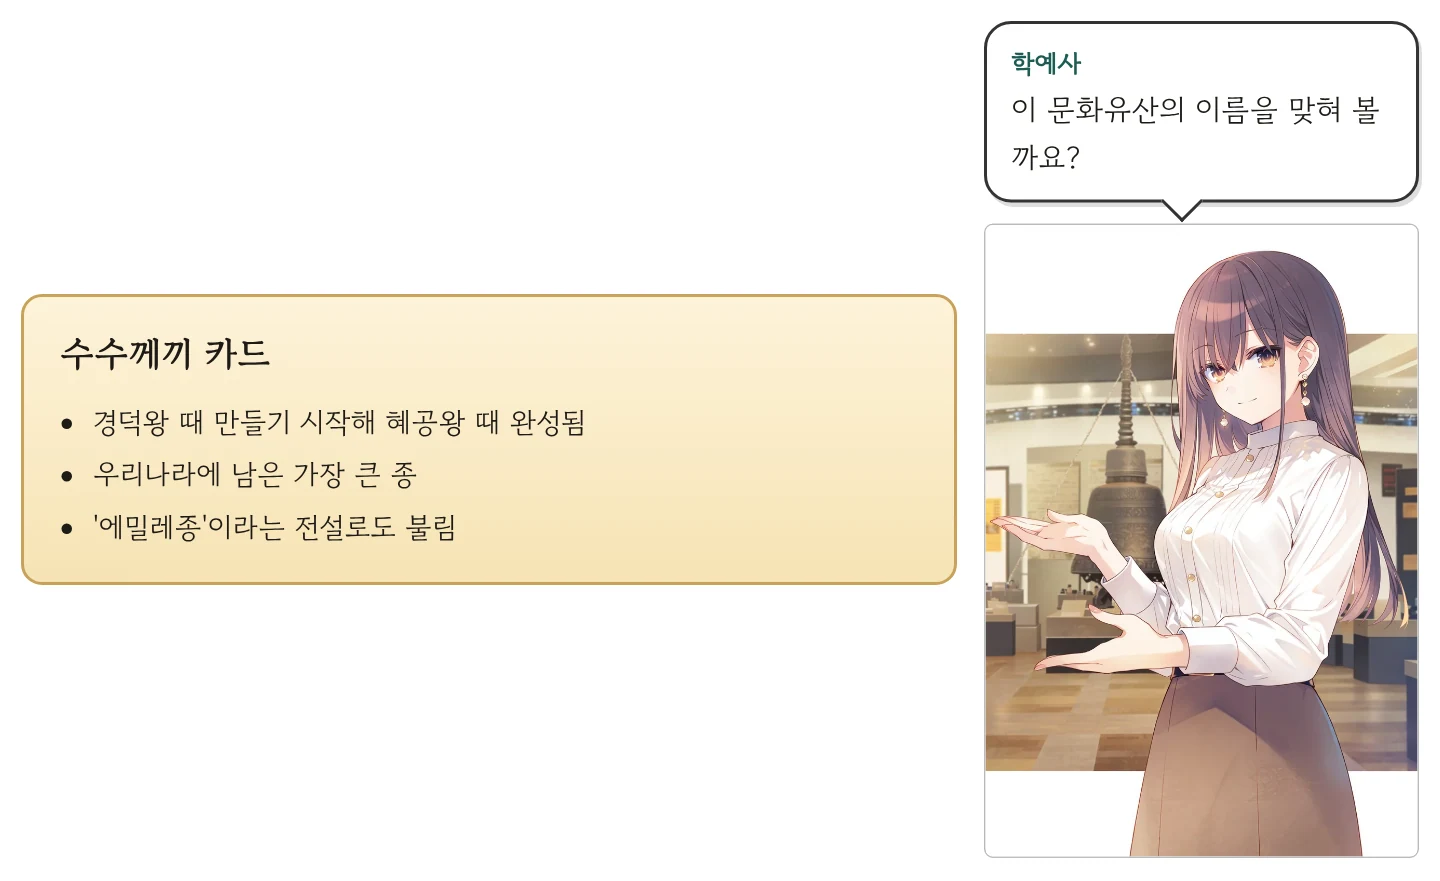 학예사
이 문화유산의 이름을 맞혀 볼
까요?
수수께끼 카드
• 경덕왕 때 만들기 시작해 혜공왕 때 완성됨
• 우리나라에 남은 가장 큰 종
• '에밀레종'이라는 전설로도 불림